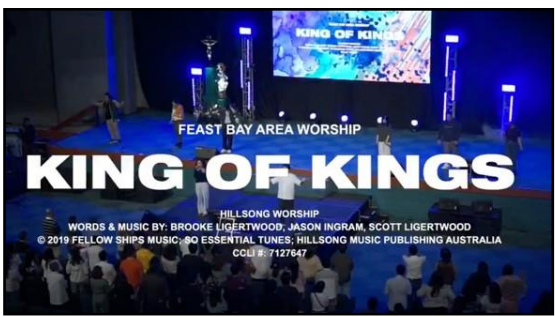 KING OF KINGS
FEAST BAY AREA WORSHIP
KING OF KINGS
HILLSONG WORSHIP
WORDS & MUSIC BY: BROOKE LIGERTWOOD; JASON INGRAM, SCOTT LIGERTWOOD
© 2019 FELLOW SHIPS MUSIC; SO ESSENTIAL TUNES; HILLSONG MUSIC PUBLISHING AUSTRALIA
CCLI #: 7127647